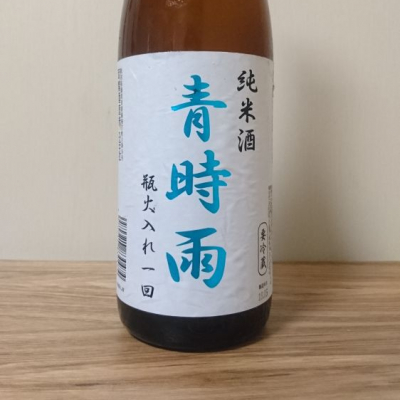 純米酒
青時雨
瓶火入れ一回
要冷蔵